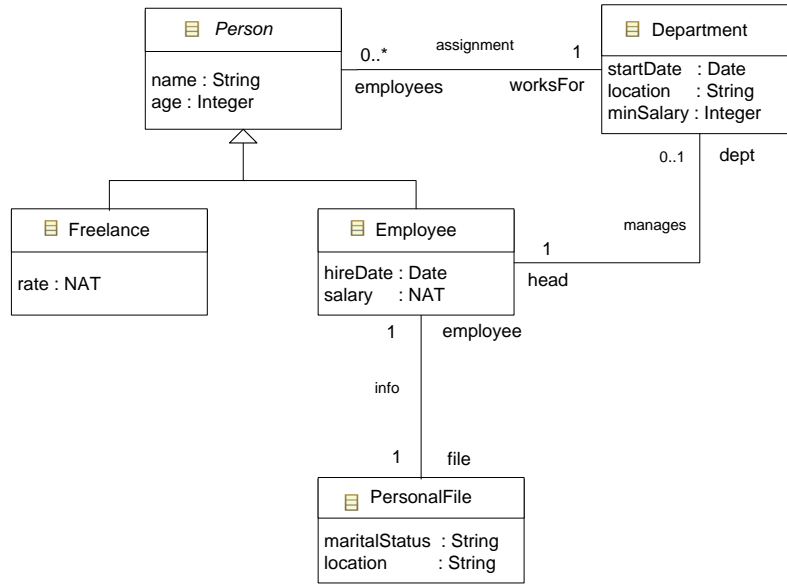 Person
name : String
age : Integer
0..* assignment 1
employees worksFor
Department
startDate : Date
location : String
minSalary : Integer
0..1 dept
manages
1
head
Freelance
rate : NAT
Employee
hireDate : Date
salary : NAT
1 employee
info
1 file
PersonalFile
maritalStatus : String
location : String